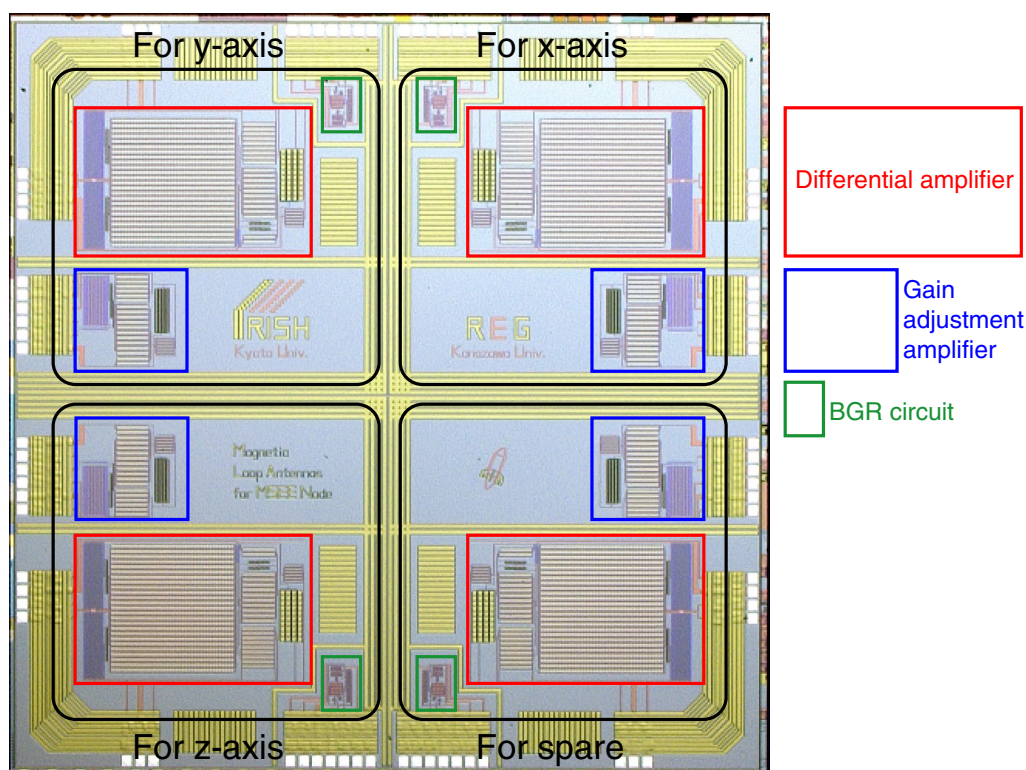 For y-axis
For x-axis
Differential amplifier
RISH
Kyoto Univ.
REG
Kanazawa Univ.
Gain
adjustment
amplifier
BGR circuit
Magnetic
Loop Antennas
for MSEE Node
For z-axis
For spare